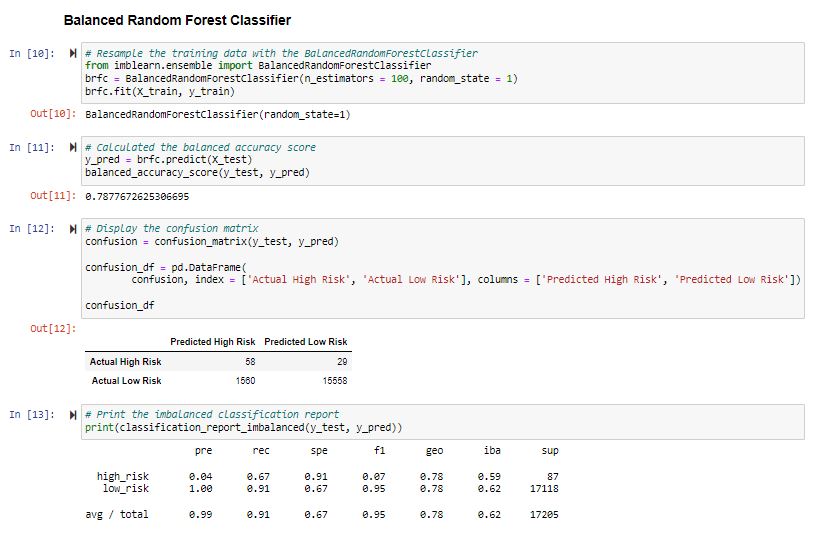 Balanced Random Forest Classifier
In [10]:
# Resample the training data with the BalancedRandomForestClassifier
from imblearn.ensemble import BalancedRandomForestClassifier
brfc = BalancedRandomForestClassifier(n_estimators = 100, random_state = 1)
brfc.fit(X_train, y_train)
Out[10]: BalancedRandomForestClassifier(random_state=1)
In [11]:
# Calculated the balanced accuracy score
y_pred = brfc.predict(X_test)
balanced_accuracy_score(y_test, y_pred)
Out[11]: 0.7877672625306695
In [12]:
# Display the confusion matrix
confusion = confusion_matrix(y_test, y_pred)
confusion_df = pd.DataFrame(
confusion, index = ['Actual High Risk', 'Actual Low Risk'], columns = ['Predicted High Risk', 'Predicted Low Risk'])
confusion_df
Out[12]:
Predicted High Risk Predicted Low Risk
Actual High Risk 58 29
Actual Low Risk 1560 15558
In [13]:
# Print the imbalanced classification report
print(classification_report_imbalanced(y_test, y_pred))
pre rec spe f1 geo iba sup
high_risk 0.04 0.67 0.91 0.07 0.78 0.59 87
low_risk 1.00 0.91 0.67 0.95 0.78 0.62 17118
avg / total 0.99 0.91 0.67 0.95 0.78 0.62 17205